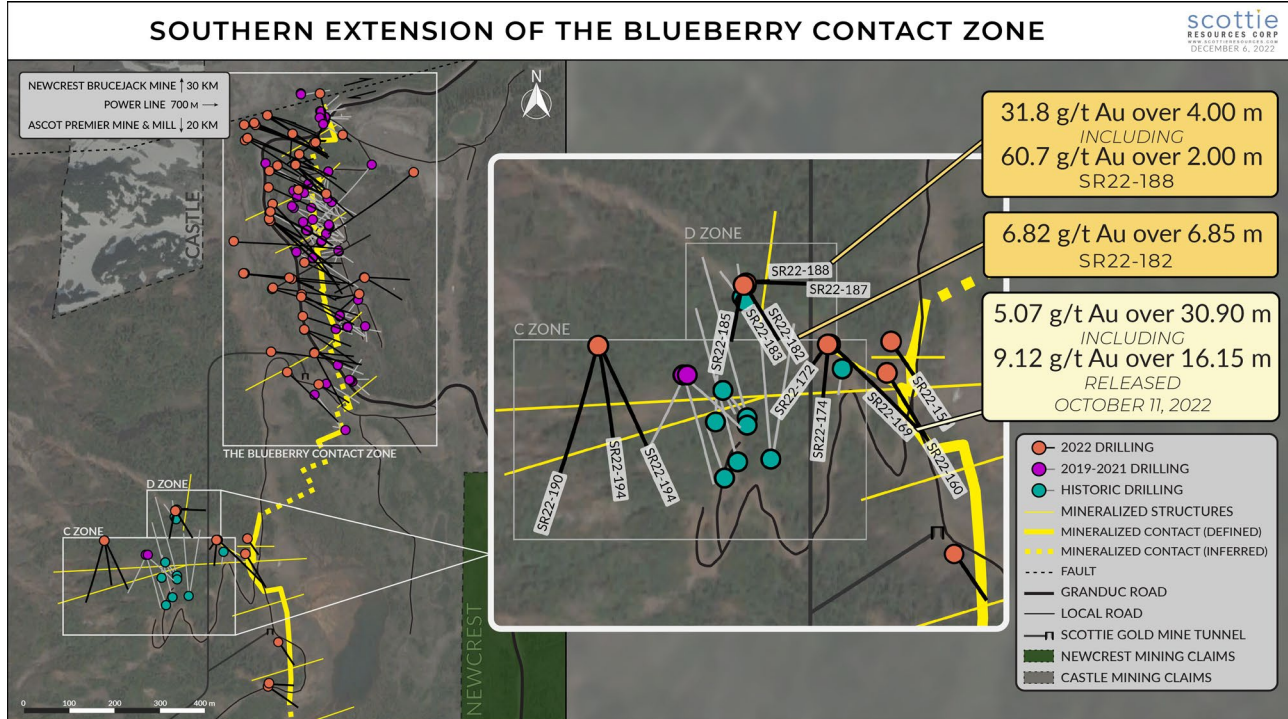 SOUTHERN EXTENSION OF THE BLUEBERRY CONTACT ZONE
scottie
RESOURCES CORP
WWW.SCOTTIERESOURCES.COM
DECEMBER 6, 2022
NEWCREST BRUCEJACK MINE ↑ 30 KM
POWER LINE 700 M →
ASCOT PREMIER MINE & MILL ↓ 20 KM
N
CASTLE
THE BLUEBERRY CONTACT ZONE
D ZONE
C ZONE
NEWCREST
0 100 200 300 400 m
D ZONE
C ZONE
SR22-188
SR22-187
SR22-185
SR22-183
SR22-182
SR22-172
SR22-174
SR22-169
SR22-15
SR22-160
SR22-190
SR22-194
SR22-194
31.8 g/t Au over 4.00 m
INCLUDING
60.7 g/t Au over 2.00 m
SR22-188
6.82 g/t Au over 6.85 m
SR22-182
5.07 g/t Au over 30.90 m
INCLUDING
9.12 g/t Au over 16.15 m
RELEASED
OCTOBER 11, 2022
2022 DRILLING
2019-2021 DRILLING
HISTORIC DRILLING
MINERALIZED STRUCTURES
MINERALIZED CONTACT (DEFINED)
MINERALIZED CONTACT (INFERRED)
FAULT
GRANDUC ROAD
LOCAL ROAD
SCOTTIE GOLD MINE TUNNEL
NEWCREST MINING CLAIMS
CASTLE MINING CLAIMS